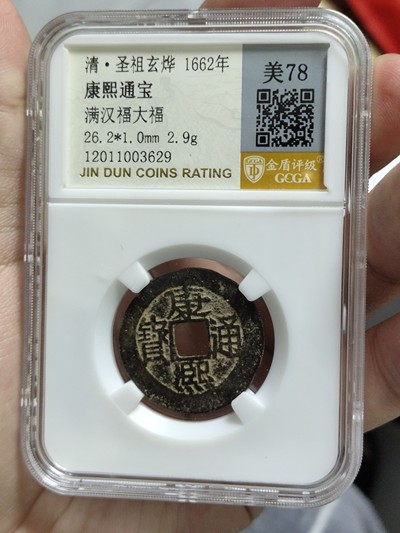 清·圣祖玄烨 1662年
康熙通宝
满汉福大福
26.2*1.0mm 2.9g
12011003629
JIN DUN COINS RATING
美78
金盾评级
GCGA
康熙通寳